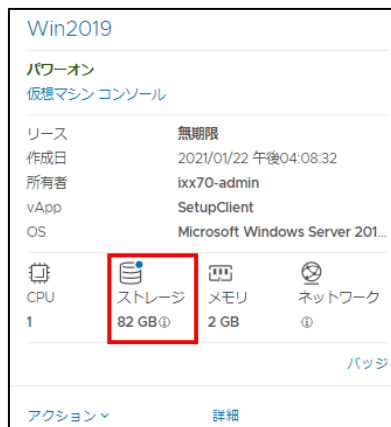 Win2019
パワーオン
仮想マシン コンソール
リース 無期限
作成日 2021/01/22 午後04:08:32
所有者 ixx70-admin
vApp SetupClient
OS Microsoft Windows Server 201...
CPU ストレージ メモリ ネットワーク
1 82 GB 2 GB
バッジ
アクション 詳細